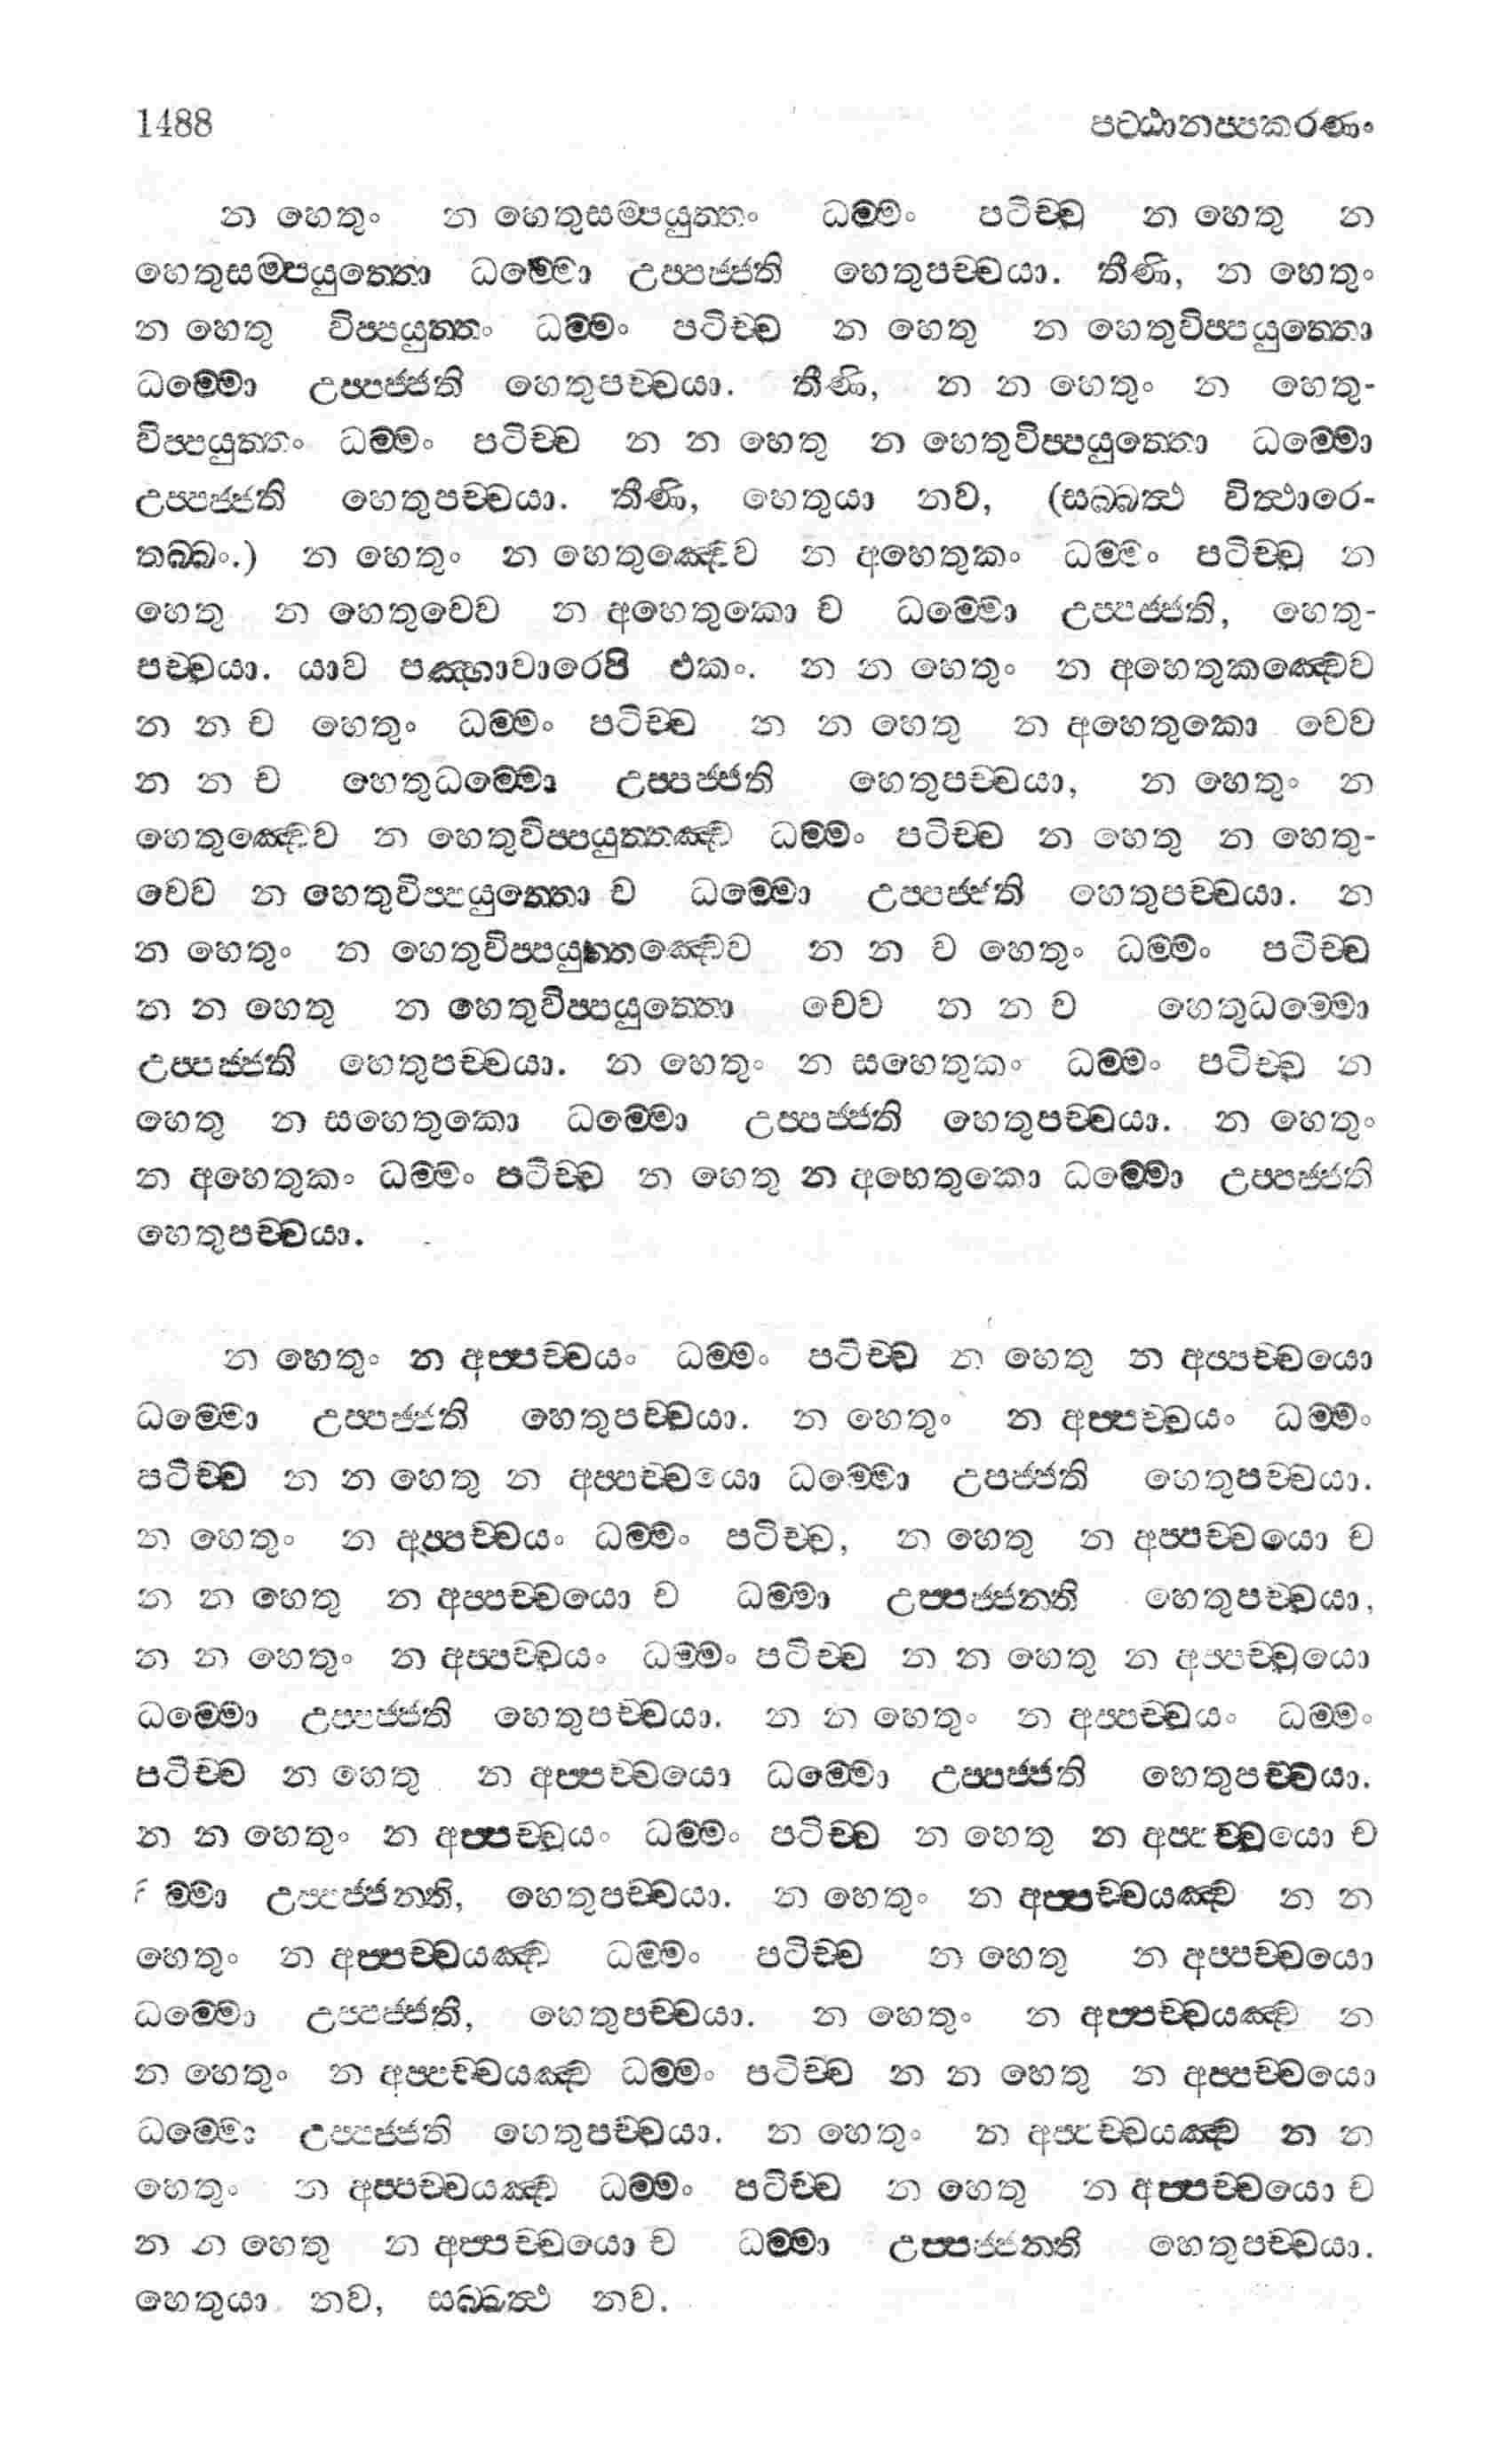 1488 පට්ඨානප්පකරණං
න හෙතුං න හෙතුසම්පයුත්තං ධම්මං පටිච්ච න හෙතු න
හෙතුසම්පයුත්තො ධම්මො උප්පජ්ජති හෙතුපච්චයා. තීණි, න හෙතුං
න හෙතු විප්පයුත්තං ධම්මං පටිච්ච න හෙතු න හෙතුවිප්පයුත්තො
ධම්මො උප්පජ්ජති හෙතුපච්චයා. තීණි, න න හෙතුං න හෙතු-
විප්පයුත්තං ධම්මං පටිච්ච න න හෙතු න හෙතුවිප්පයුත්තො ධම්මො
උප්පජ්ජති හෙතුපච්චයා. තීණි, හෙතුයා නව, (සබ්බත්ථ විත්ථාරෙ-
තබ්බං.) න හෙතුං න හෙතුඤ්චෙව න අහෙතුකං ධම්මං පටිච්ච න
හෙතු න හෙතුචෙව න අහෙතුකො ච ධම්මො උප්පජ්ජති, හෙතු-
පච්චයා. යාව පඤ්හාවාරෙපි එකං. න න හෙතුං න අහෙතුකඤ්චෙව
න න ච හෙතුං ධම්මං පටිච්ච න න හෙතු න අහෙතුකො චෙව
න න ච හෙතුධම්මො උප්පජ්ජති හෙතුපච්චයා, න හෙතුං න
හෙතුඤ්චෙව න හෙතුවිප්පයුත්තඤ්ච ධම්මං පටිච්ච න හෙතු න හෙතු-
චෙව න හෙතුවිප්පයුත්තො ච ධම්මො උප්පජ්ජති හෙතුපච්චයා. න
න හෙතුං න හෙතුවිප්පයුත්තඤ්චෙව න න ච හෙතුං ධම්මං පටිච්ච
න න හෙතු න හෙතුවිප්පයුත්තො චෙව න න ච හෙතුධම්මො
උප්පජ්ජති හෙතුපච්චයා. න හෙතුං න සහෙතුකං ධම්මං පටිච්ච න
හෙතු න සහෙතුකො ධම්මො උප්පජ්ජති හෙතුපච්චයා. න හෙතුං
න අහෙතුකං ධම්මං පටිච්ච න හෙතු න අහෙතුකො ධම්මො උප්පජ්ජති
හෙතුපච්චයා.
න හෙතුං න අප්පච්චයං ධම්මං පටිච්ච න හෙතු න අප්පච්චයො
ධම්මො උප්පජ්ජති හෙතුපච්චයා. න හෙතුං න අප්පච්චයං ධම්මං
පටිච්ච න න හෙතු න අප්පච්චයො ධම්මො උපජ්ජති හෙතුපච්චයා.
න හෙතුං න අප්පච්චයං ධම්මං පටිච්ච, න හෙතු න අප්පච්චයො ච
න න හෙතු න අප්පච්චයො ච ධම්මා උප්පජ්ජන්ති හෙතුපච්චයා,
න න හෙතුං න අප්පච්චයං ධම්මං පටිච්ච න න හෙතු න අප්පච්චයො
ධම්මො උප්පජ්ජති හෙතුපච්චයා. න න හෙතුං න අප්පච්චයං ධම්මං
පටිච්ච න හෙතු න අප්පච්චයො ධම්මො උප්පජ්ජති හෙතුපච්චයා.
න න හෙතුං න අප්පච්චයං ධම්මං පටිච්ච න හෙතු න අප්පච්චයො ච
ම්මා උප්පජ්ජන්ති, හෙතුපච්චයා. න හෙතුං න අප්පච්චයඤ්ච න න
හෙතුං න අප්පච්චයඤ්ච ධම්මං පටිච්ච න හෙතු න අප්පච්චයො
ධම්මො උප්පජ්ජති, හෙතුපච්චයා. න හෙතුං න අප්පච්චයඤ්ච න
න හෙතුං න අප්පච්චයඤ්ච ධම්මං පටිච්ච න න හෙතු න අප්පච්චයො
ධම්මො උප්පජ්ජති හෙතුපච්චයා. න හෙතුං න අප්පච්චයඤ්ච න න
හෙතුං න අප්පච්චයඤ්ච ධම්මං පටිච්ච න හෙතු න අප්පච්චයො ච
න න හෙතු න අප්පච්චයො ච ධම්මා උප්පජ්ජන්ති හෙතුපච්චයා.
හෙතුයා නව, සබ්බත්ථ නව.